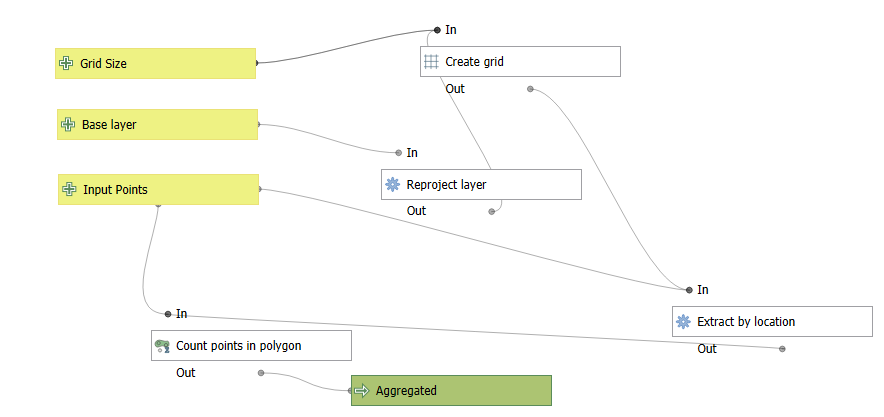 In
Grid Size
Create grid
Out
Base layer
In
Input Points
Reproject layer
Out
In
In
Extract by location
Count points in polygon
Out
Out
Aggregated